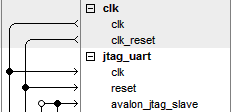 clk
clk
clk_reset
jtag_uart
clk
reset
avalon_jtag_slave